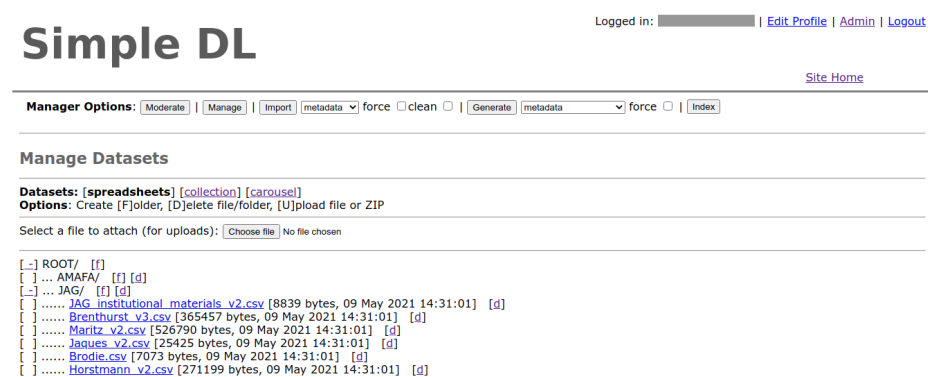 Logged in: | Edit Profile | Admin | Logout
Simple DL
Site Home
Manager Options: Moderate | Manage | Import metadata force clean | Generate metadata force | Index
Manage Datasets
Datasets: [spreadsheets] [collection] [carousel]
Options: Create [F]older, [D]elete file/folder, [U]pload file or ZIP
Select a file to attach (for uploads): Choose file No file chosen
[-] ROOT/ [f]
[ ] ... AMAFA/ [f] [d]
[-] ... JAG/ [f] [d]
[ ] ...... JAG_institutional_materials_v2.csv [8839 bytes, 09 May 2021 14:31:01] [d]
[ ] ...... Brenthurst_v3.csv [365457 bytes, 09 May 2021 14:31:01] [d]
[ ] ...... Maritz_v2.csv [526790 bytes, 09 May 2021 14:31:01] [d]
[ ] ...... Jaques_v2.csv [25425 bytes, 09 May 2021 14:31:01] [d]
[ ] ...... Brodie.csv [7073 bytes, 09 May 2021 14:31:01] [d]
[ ] ...... Horstmann_v2.csv [271199 bytes, 09 May 2021 14:31:01] [d]